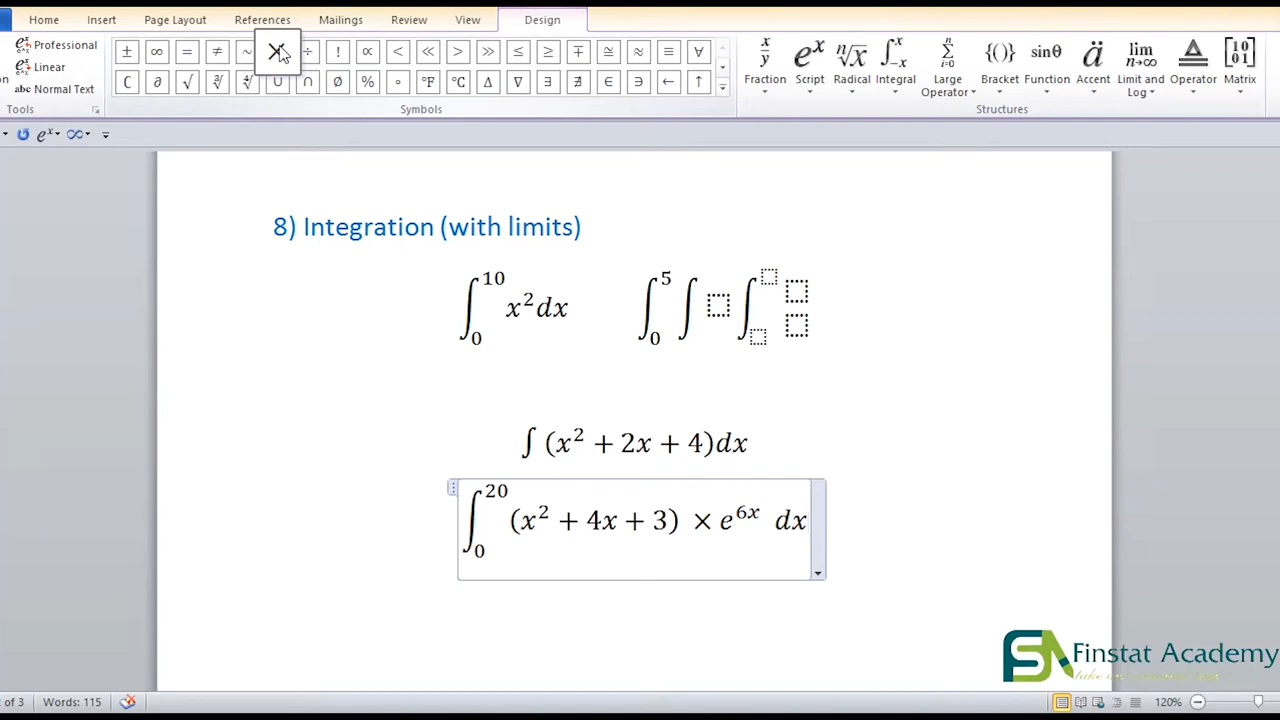 Home Insert Page Layout References Mailings Review View Design
Professional
Linear
abc Normal Text
± ∞ = ≠ ~ × ÷ ! ∝ < ≪ > ≫ ≤ ≥ ∓ ≅ ≈ ≡ ∀
∁ ∂ √ ∛ ∜ ∪ ∩ ∅ % ° °F °C ∆ ∇ ∃ ∄ ∈ ∋ ← ↑
Fraction Script Radical Integral Large Operator Bracket Function Accent Limit and Log Operator Matrix
Tools Symbols Structures
8) Integration (with limits)
∫₀¹⁰ x²dx ∫₀⁵ ∫ ∫
∫ (x² + 2x + 4)dx
∫₀²⁰ (x² + 4x + 3) × e⁶ˣ dx
Finstat Academy
of 3 Words: 115 120%